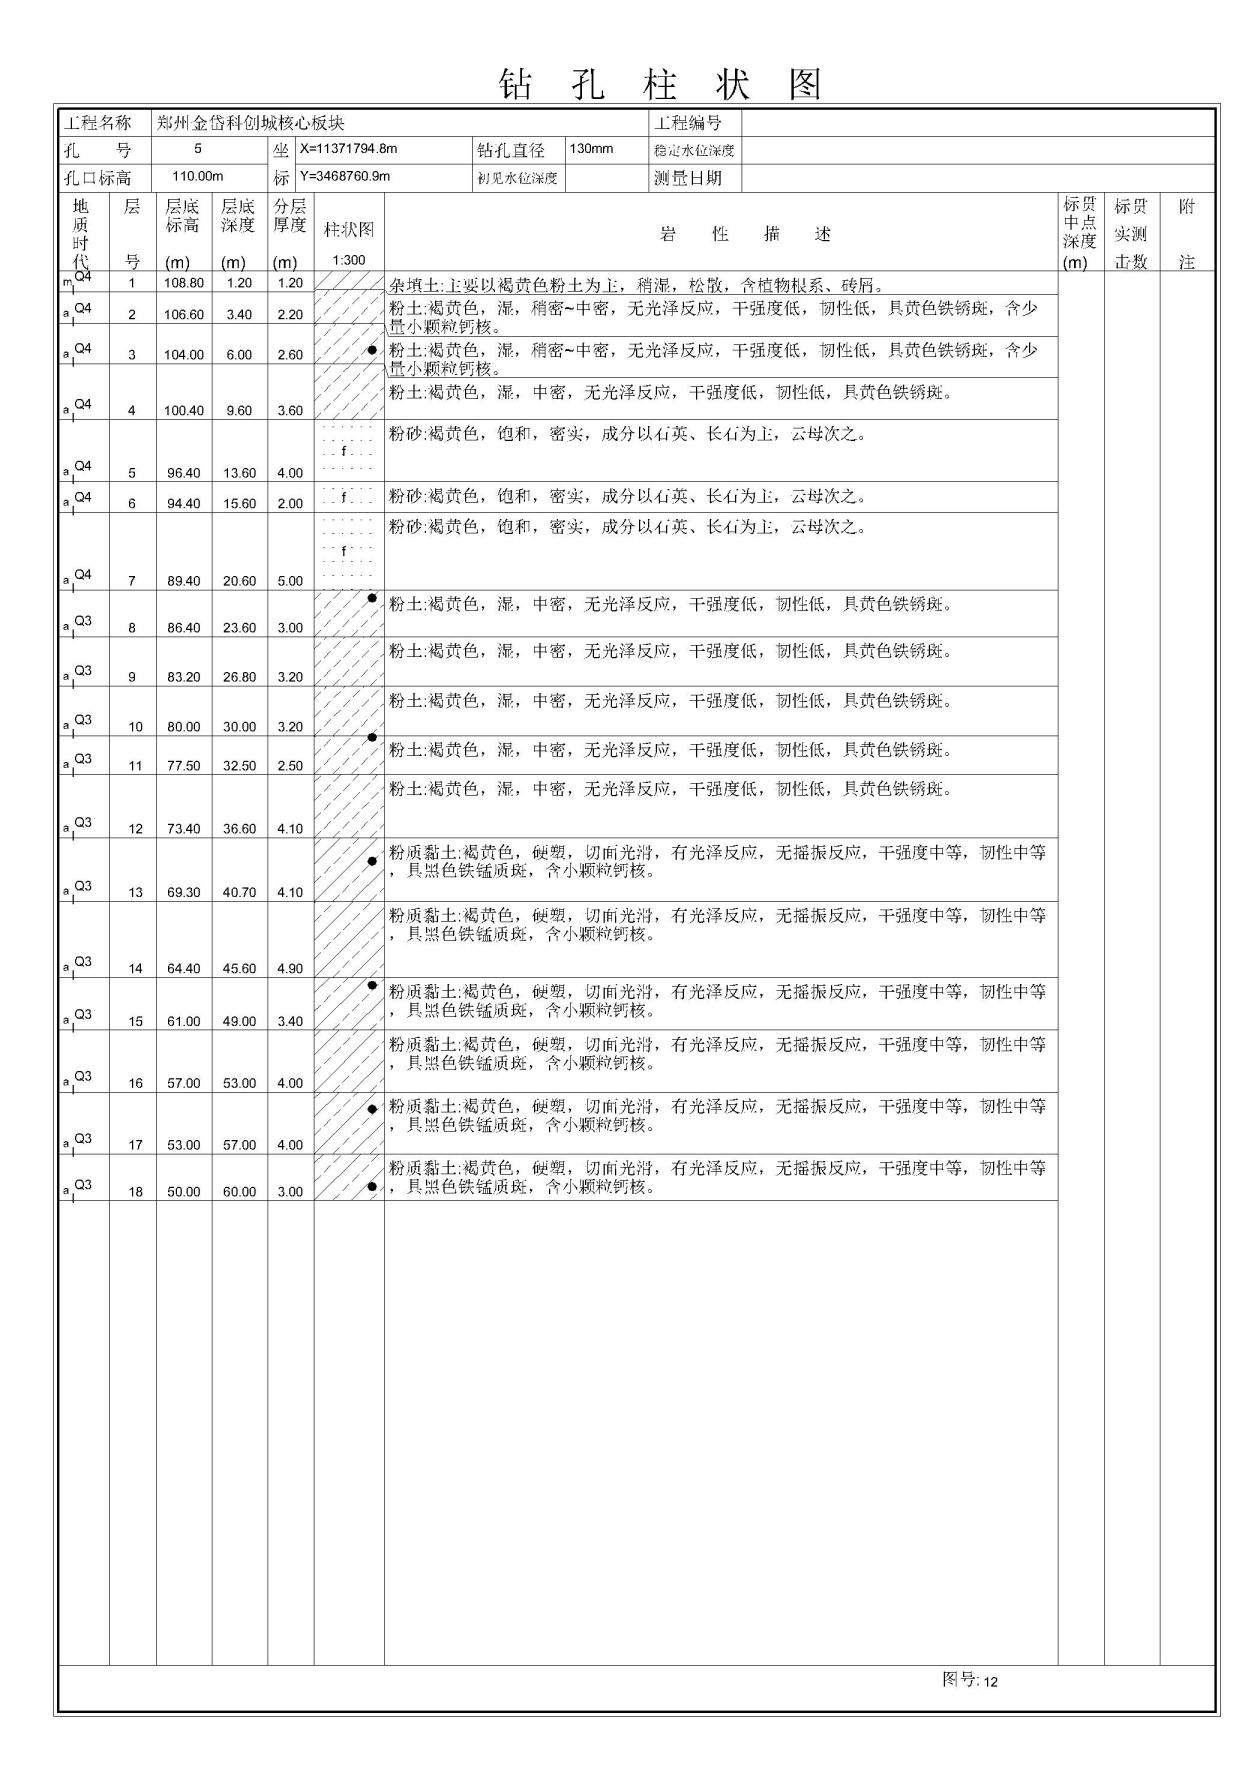 钻 孔 柱 状 图
工程名称 郑州金岱科创城核心板块 工程编号
孔 号 5 坐 X=11371794.8m 钻孔直径 130mm 稳定水位深度
孔口标高 110.00m 标 Y=3468760.9m 初见水位深度 测量日期
地质时代 层号 层底标高(m) 层底深度(m) 分层厚度(m) 柱状图 1:300 岩 性 描 述 标贯中点深度(m) 标贯实测击数 附注
Q4 ml 1 108.80 1.20 1.20 杂填土:主要以褐黄色粉土为主，稍湿，松散，含植物根系、砖屑。
Q4 al 2 106.60 3.40 2.20 粉土:褐黄色，湿，稍密~中密，无光泽反应，干强度低，韧性低，具黄色铁锈斑，含少
量小颗粒钙核。
Q4 al 3 104.00 6.00 2.60 粉土:褐黄色，湿，稍密~中密，无光泽反应，干强度低，韧性低，具黄色铁锈斑，含少
量小颗粒钙核。
Q4 al 4 100.40 9.60 3.60 粉土:褐黄色，湿，中密，无光泽反应，干强度低，韧性低，具黄色铁锈斑。
Q4 al 5 96.40 13.60 4.00 f 粉砂:褐黄色，饱和，密实，成分以石英、长石为主，云母次之。
Q4 al 6 94.40 15.60 2.00 f 粉砂:褐黄色，饱和，密实，成分以石英、长石为主，云母次之。
Q4 al 7 89.40 20.60 5.00 f 粉砂:褐黄色，饱和，密实，成分以石英、长石为主，云母次之。
Q3 al 8 86.40 23.60 3.00 粉土:褐黄色，湿，中密，无光泽反应，干强度低，韧性低，具黄色铁锈斑。
Q3 al 9 83.20 26.80 3.20 粉土:褐黄色，湿，中密，无光泽反应，干强度低，韧性低，具黄色铁锈斑。
Q3 al 10 80.00 30.00 3.20 粉土:褐黄色，湿，中密，无光泽反应，干强度低，韧性低，具黄色铁锈斑。
Q3 al 11 77.50 32.50 2.50 粉土:褐黄色，湿，中密，无光泽反应，干强度低，韧性低，具黄色铁锈斑。
Q3 al 12 73.40 36.60 4.10 粉土:褐黄色，湿，中密，无光泽反应，干强度低，韧性低，具黄色铁锈斑。
Q3 al 13 69.30 40.70 4.10 粉质黏土:褐黄色，硬塑，切面光滑，有光泽反应，无摇振反应，干强度中等，韧性中等
，具黑色铁锰质斑，含小颗粒钙核。
Q3 al 14 64.40 45.60 4.90 粉质黏土:褐黄色，硬塑，切面光滑，有光泽反应，无摇振反应，干强度中等，韧性中等
，具黑色铁锰质斑，含小颗粒钙核。
Q3 al 15 61.00 49.00 3.40 粉质黏土:褐黄色，硬塑，切面光滑，有光泽反应，无摇振反应，干强度中等，韧性中等
，具黑色铁锰质斑，含小颗粒钙核。
Q3 al 16 57.00 53.00 4.00 粉质黏土:褐黄色，硬塑，切面光滑，有光泽反应，无摇振反应，干强度中等，韧性中等
，具黑色铁锰质斑，含小颗粒钙核。
Q3 al 17 53.00 57.00 4.00 粉质黏土:褐黄色，硬塑，切面光滑，有光泽反应，无摇振反应，干强度中等，韧性中等
，具黑色铁锰质斑，含小颗粒钙核。
Q3 al 18 50.00 60.00 3.00 粉质黏土:褐黄色，硬塑，切面光滑，有光泽反应，无摇振反应，干强度中等，韧性中等
，具黑色铁锰质斑，含小颗粒钙核。
图号: 12